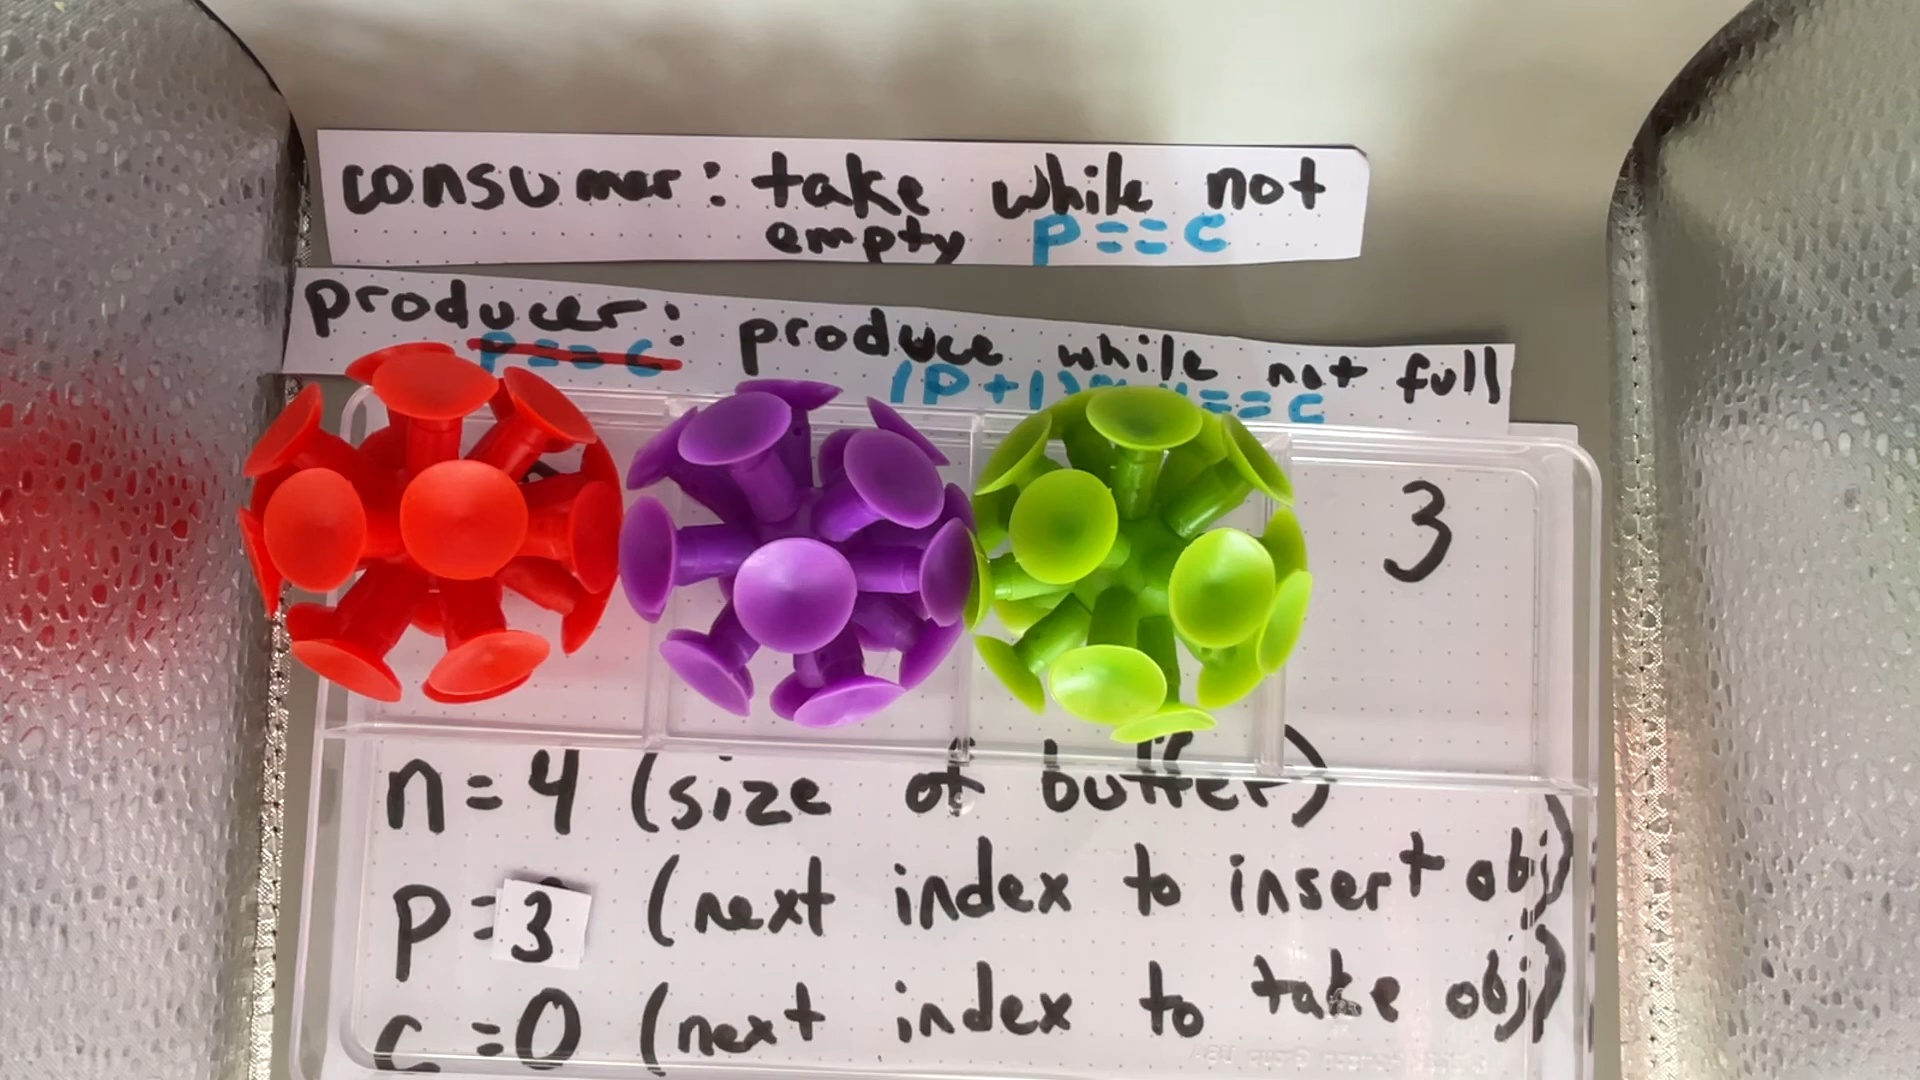 consumer: take while not
empty P==C
producer: produce while not full
P==C (P+1)% ==C
3
n=4 (size of buffer)
P=3 (next index to insert obj)
C=0 (next index to take obj)